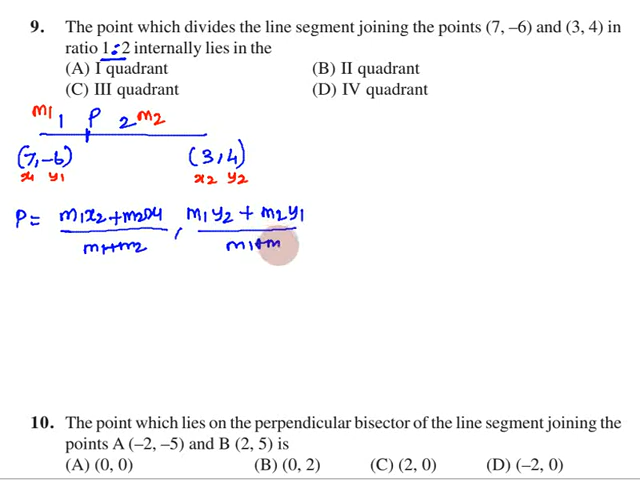 9. The point which divides the line segment joining the points (7, –6) and (3, 4) in
ratio 1 : 2 internally lies in the
(A) I quadrant (B) II quadrant
(C) III quadrant (D) IV quadrant
m1 1 P 2 m2
(7,-6) (3,4)
x1 y1 x2 y2
P = m1x2+m2x1 / m1+m2 , m1y2 + m2y1 / m1+m
10. The point which lies on the perpendicular bisector of the line segment joining the
points A (–2, –5) and B (2, 5) is
(A) (0, 0) (B) (0, 2) (C) (2, 0) (D) (–2, 0)